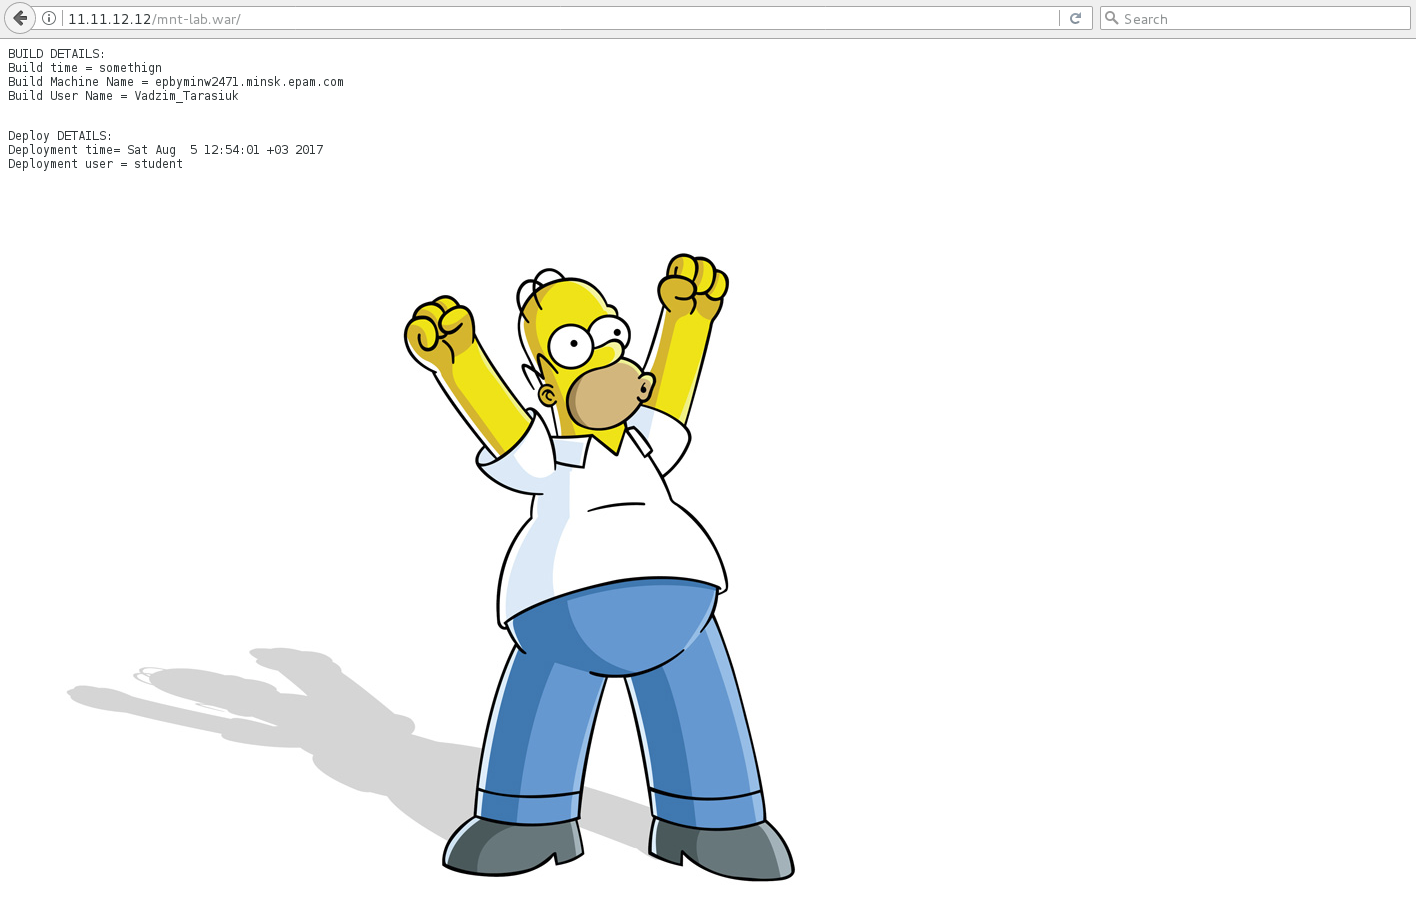 11.11.12.12/mnt-lab.war/
Search
BUILD DETAILS:
Build time = somethign
Build Machine Name = epbyminw2471.minsk.epam.com
Build User Name = Vadzim_Tarasiuk
Deploy DETAILS:
Deployment time= Sat Aug  5 12:54:01 +03 2017
Deployment user = student